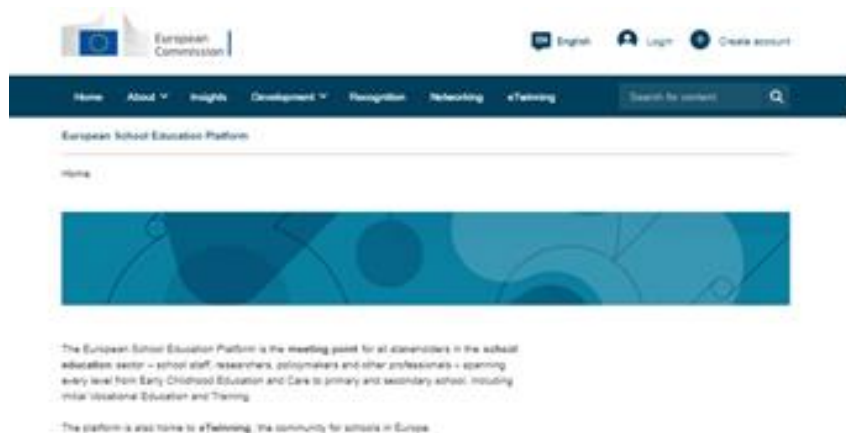 European
Commission
EN English Login Create account
Home About Insights Development Recognition Networking eTwinning Search for content
European School Education Platform
Home
The European School Education Platform is the meeting point for all stakeholders in the school
education sector – school staff, researchers, policymakers and other professionals – spanning
every level from Early Childhood Education and Care to primary and secondary school, including
Initial Vocational Education and Training.
The platform is also home to eTwinning, the community for schools in Europe.